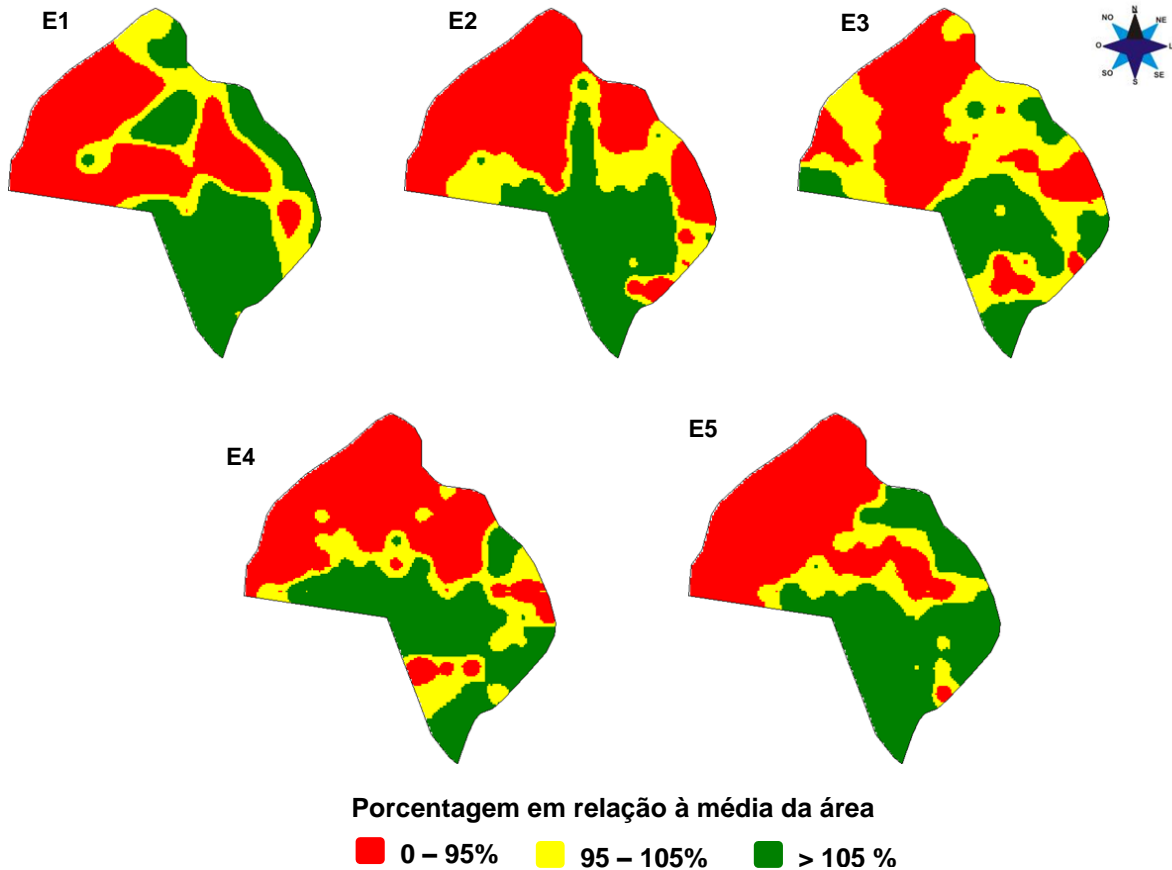 E1
E2
E3
N
NO
NE
O
L
SO
SE
S
E4
E5
Porcentagem em relação à média da área
0 – 95%
95 – 105%
> 105 %